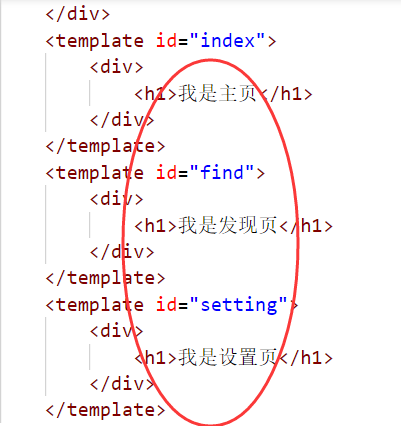 </div>
<template id="index">
<div>
<h1>我是主页</h1>
</div>
</template>
<template id="find">
<div>
<h1>我是发现页</h1>
</div>
</template>
<template id="setting">
<div>
<h1>我是设置页</h1>
</div>
</template>